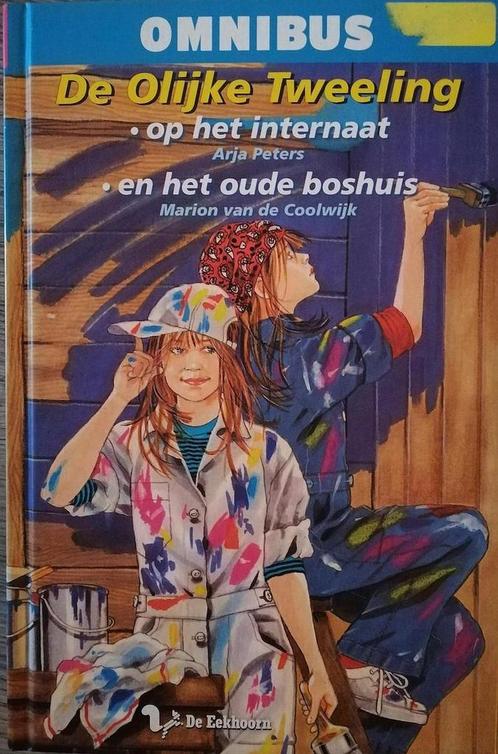 OMNIBUS
De Olijke Tweeling
• op het internaat
Arja Peters
• en het oude boshuis
Marion van de Coolwijk
De Eekhoorn